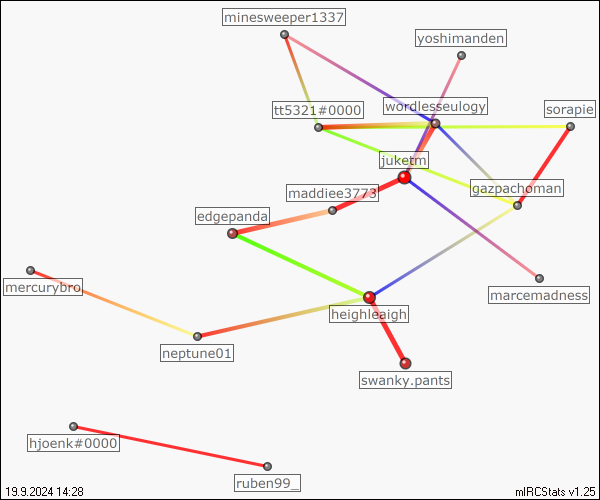 minesweeper1337
yoshimanden
wordlesseulogy
tt5321#0000
sorapie
juketm
maddiee3773
gazpachoman
edgepanda
mercurybro
marcemadness
heighleaigh
neptune01
swanky.pants
hjoenk#0000
ruben99_
19.9.2024 14:28
mIRCStats v1.25